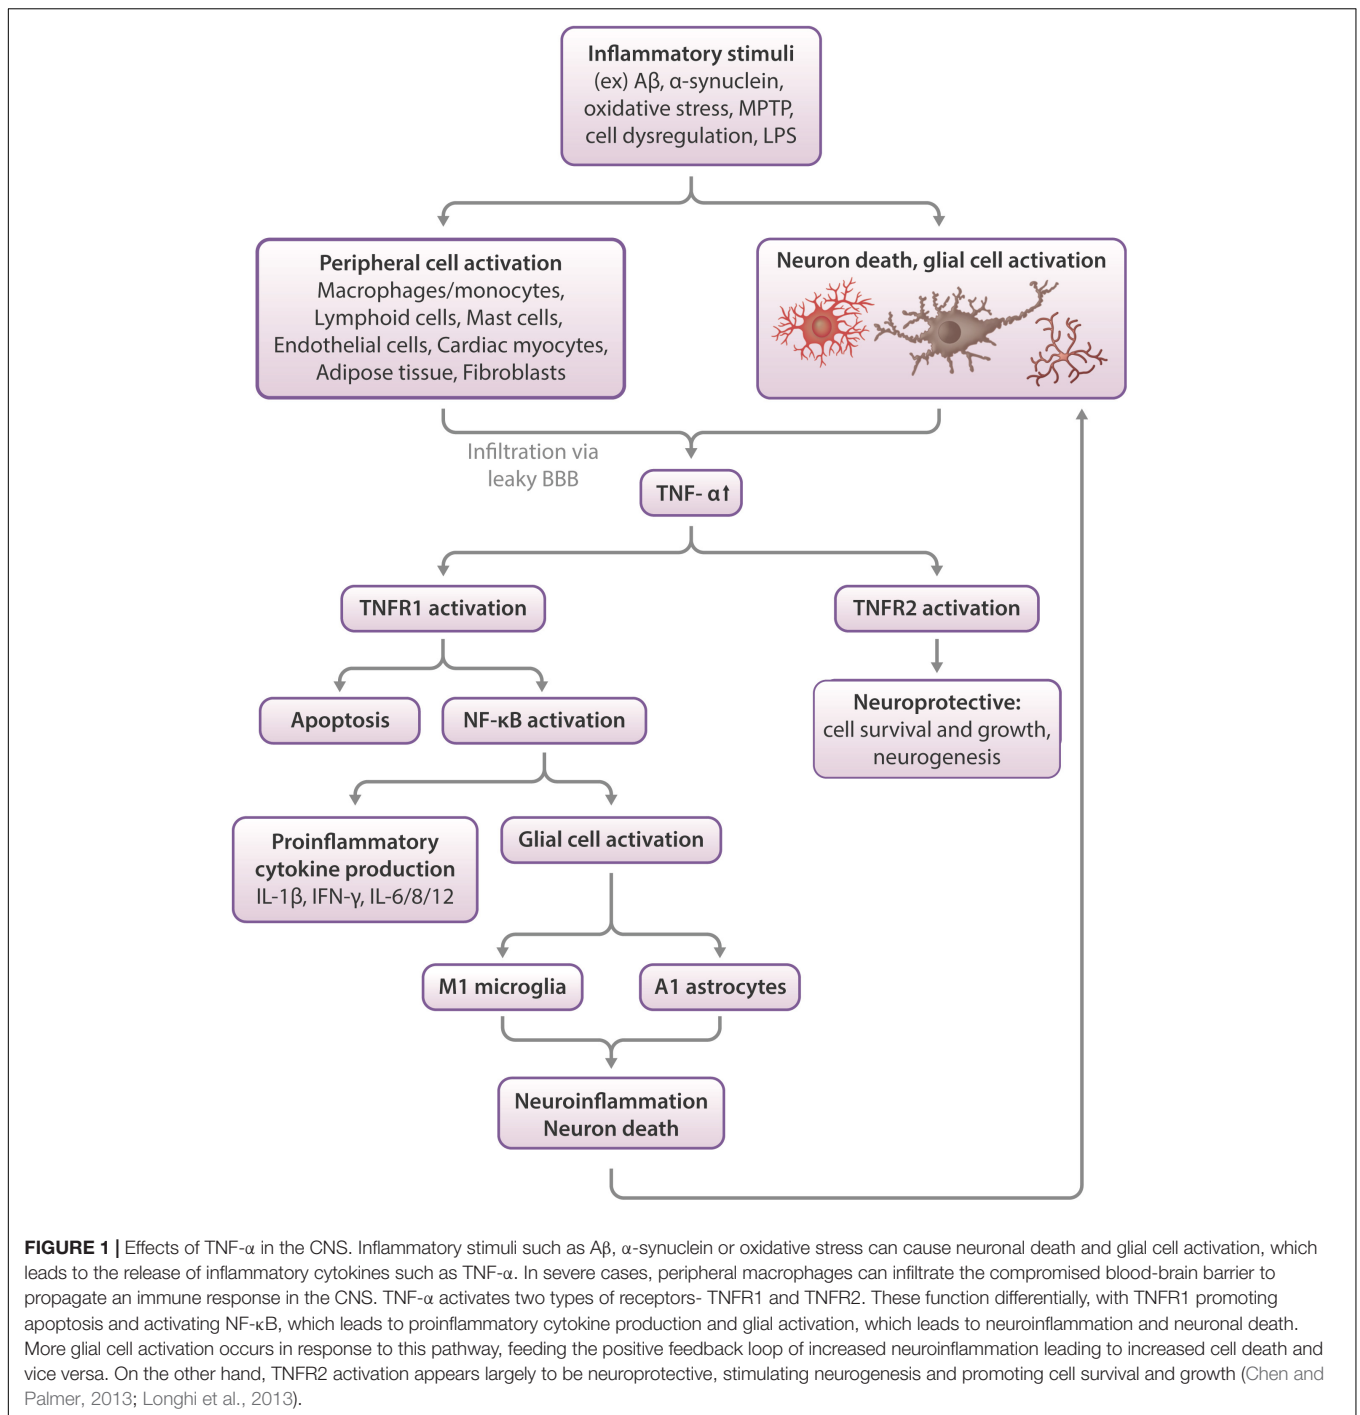 Inflammatory stimuli
(ex) Aβ, α-synuclein,
oxidative stress, MPTP,
cell dysregulation, LPS
Peripheral cell activation
Macrophages/monocytes,
Lymphoid cells, Mast cells,
Endothelial cells, Cardiac myocytes,
Adipose tissue, Fibroblasts
Neuron death, glial cell activation
Infiltration via
leaky BBB
TNF- α↑
TNFR1 activation
TNFR2 activation
Apoptosis
NF-κB activation
Neuroprotective:
cell survival and growth,
neurogenesis
Proinflammatory
cytokine production
IL-1β, IFN-γ, IL-6/8/12
Glial cell activation
M1 microglia
A1 astrocytes
Neuroinflammation
Neuron death
FIGURE 1 | Effects of TNF-α in the CNS. Inflammatory stimuli such as Aβ, α-synuclein or oxidative stress can cause neuronal death and glial cell activation, which
leads to the release of inflammatory cytokines such as TNF-α. In severe cases, peripheral macrophages can infiltrate the compromised blood-brain barrier to
propagate an immune response in the CNS. TNF-α activates two types of receptors- TNFR1 and TNFR2. These function differentially, with TNFR1 promoting
apoptosis and activating NF-κB, which leads to proinflammatory cytokine production and glial activation, which leads to neuroinflammation and neuronal death.
More glial cell activation occurs in response to this pathway, feeding the positive feedback loop of increased neuroinflammation leading to increased cell death and
vice versa. On the other hand, TNFR2 activation appears largely to be neuroprotective, stimulating neurogenesis and promoting cell survival and growth (Chen and
Palmer, 2013; Longhi et al., 2013).